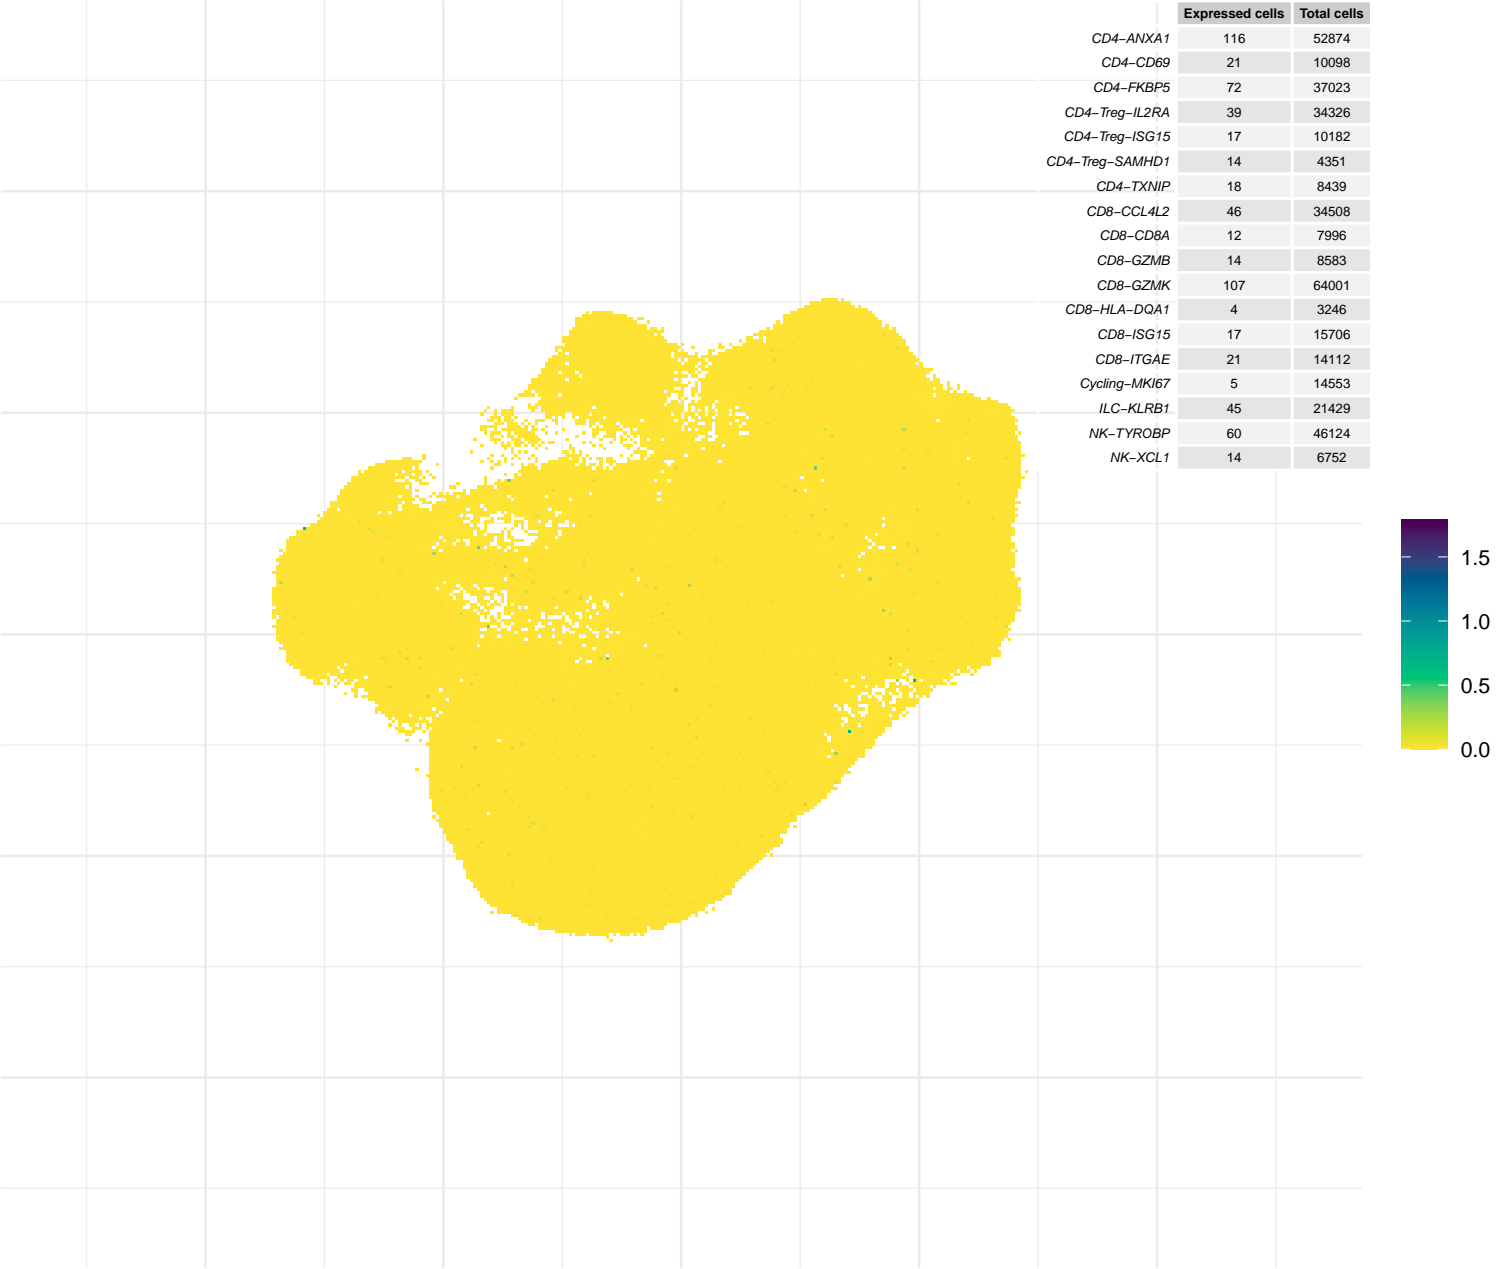 Expressed cells Total cells
CD4−ANXA1 116 52874
CD4−CD69 21 10098
CD4−FKBP5 72 37023
CD4−Treg−IL2RA 39 34326
CD4−Treg−ISG15 17 10182
CD4−Treg−SAMHD1 14 4351
CD4−TXNIP 18 8439
CD8−CCL4L2 46 34508
CD8−CD8A 12 7996
CD8−GZMB 14 8583
CD8−GZMK 107 64001
CD8−HLA−DQA1 4 3246
CD8−ISG15 17 15706
CD8−ITGAE 21 14112
Cycling−MKI67 5 14553
ILC−KLRB1 45 21429
NK−TYROBP 60 46124
NK−XCL1 14 6752
1.5
1.0
0.5
0.0